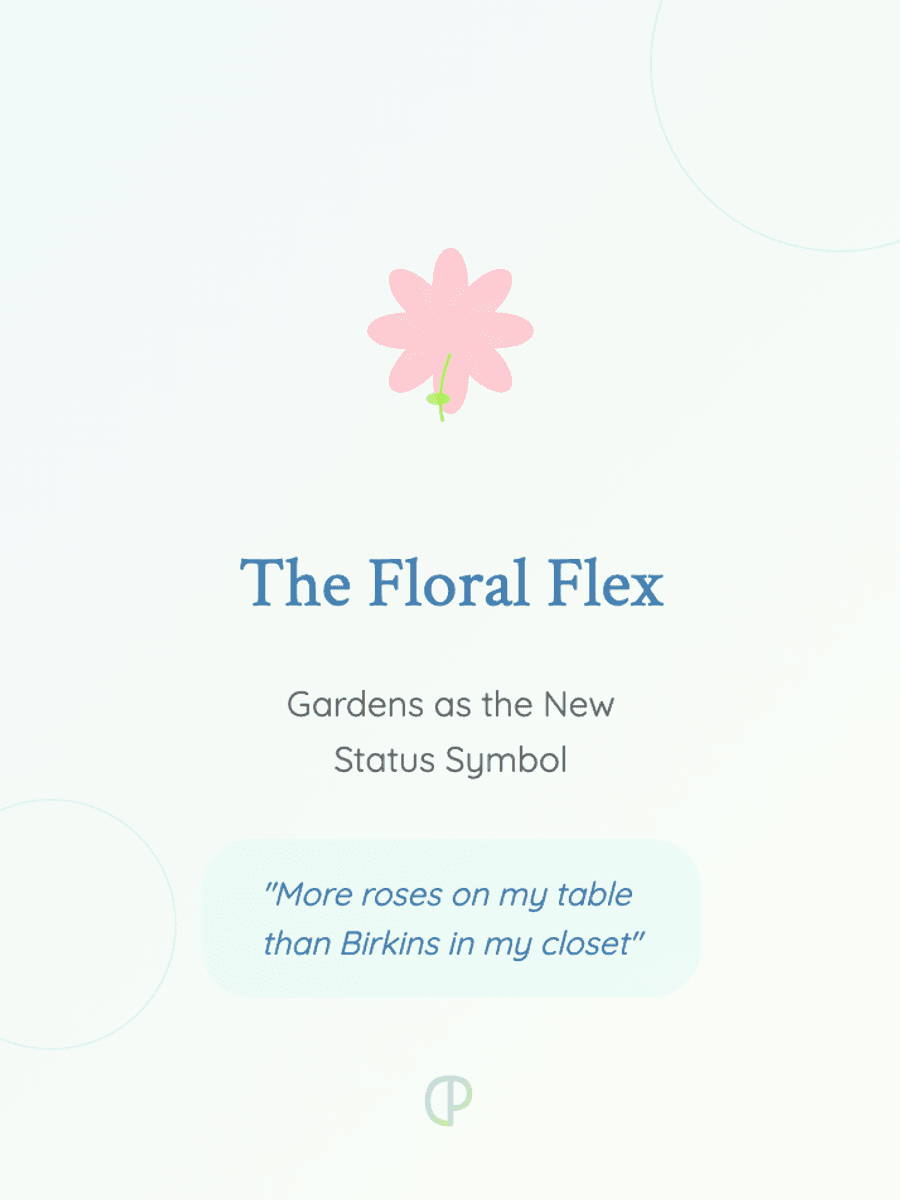 The Floral Flex
Gardens as the New
Status Symbol
"More roses on my table
than Birkins in my closet"